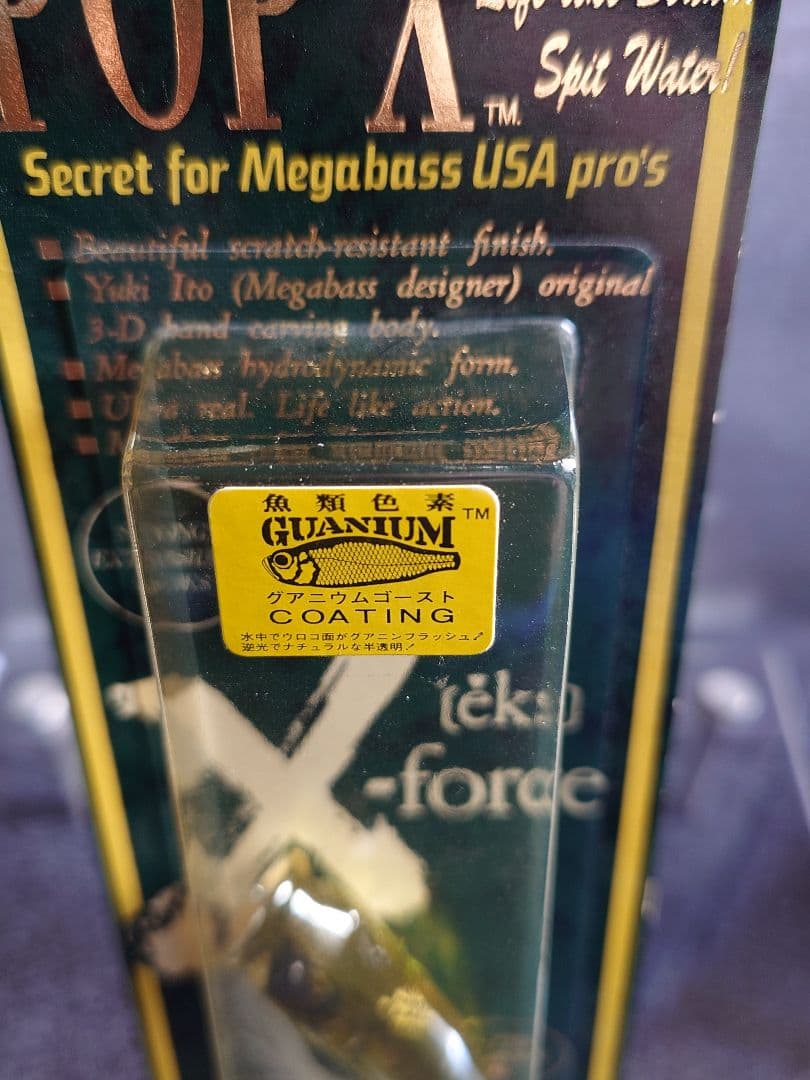 POP X TM.
Spit Water!
Secret for Megabass USA pro's
Beautiful scratch-resistant finish.
Yuki Ito (Megabass designer) original
3-D hand carving body.
Megabass hydrodynamic form.
Ultra real. Life like action.
魚類色素
GUANIUM TM
グアニウムゴースト
COATING
水中でウロコ面がグアニンフラッシュ！
逆光でナチュラルな半透明！
X
[ěks]
-force